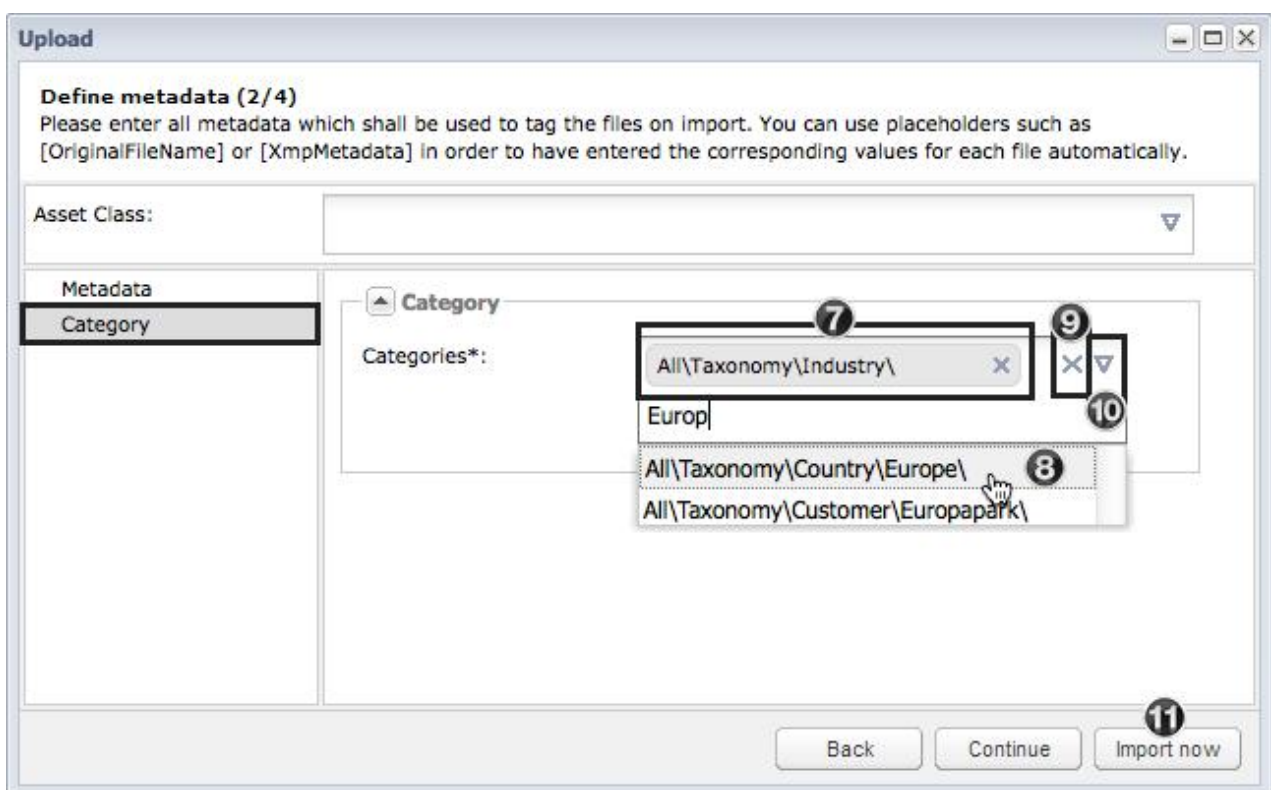 Upload
Define metadata (2/4)
Please enter all metadata which shall be used to tag the files on import. You can use placeholders such as
[OriginalFileName] or [XmpMetadata] in order to have entered the corresponding values for each file automatically.
Asset Class:
Metadata
Category
Category
7
9
Categories*:
All\Taxonomy\Industry\
10
Europ
All\Taxonomy\Country\Europe\
8
All\Taxonomy\Customer\Europapark\
11
Back
Continue
Import now